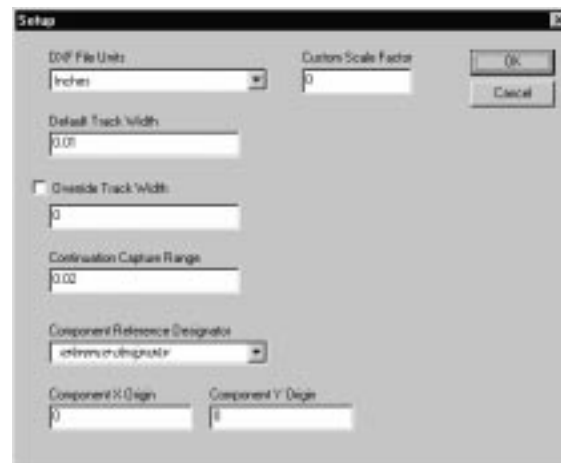 Setup
DXF File Units
Inches
Custom Scale Factor
0
OK
Cancel
Default Track Width
0.01
Override Track Width
0
Continuation Capture Range
0.02
Component Reference Designator
Component X Origin
0
Component Y Origin
0